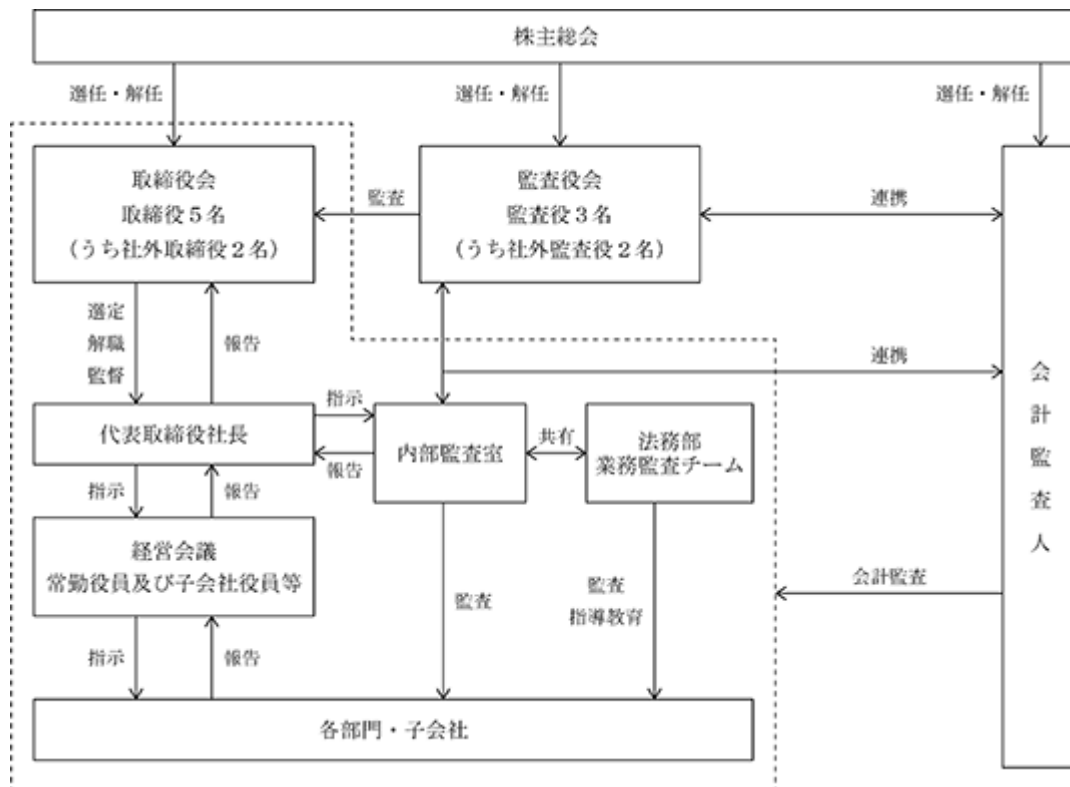 株主総会
選任・解任
選任・解任
選任・解任
取締役会
取締役5名
(うち社外取締役2名)
監査
監査役会
監査役3名
(うち社外監査役2名)
連携
選定
解職
監督
報告
連携
会計監査人
代表取締役社長
指示
報告
内部監査室
共有
法務部
業務監査チーム
指示
報告
経営会議
常勤役員及び子会社役員等
監査
監査
指導教育
会計監査
指示
報告
各部門・子会社